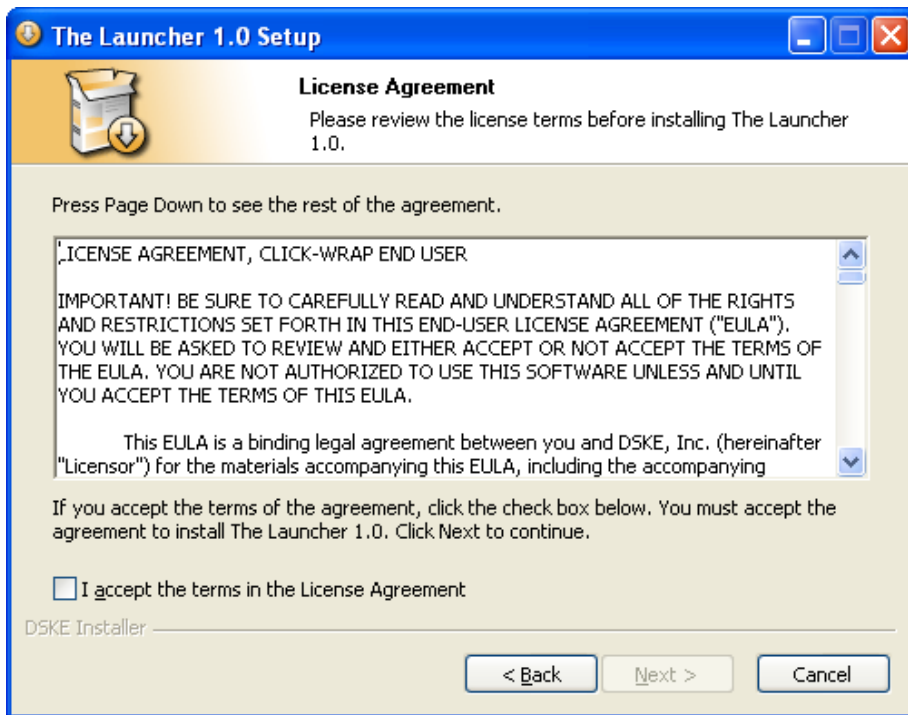 The Launcher 1.0 Setup
License Agreement
Please review the license terms before installing The Launcher
1.0.
Press Page Down to see the rest of the agreement.
LICENSE AGREEMENT, CLICK-WRAP END USER
IMPORTANT! BE SURE TO CAREFULLY READ AND UNDERSTAND ALL OF THE RIGHTS
AND RESTRICTIONS SET FORTH IN THIS END-USER LICENSE AGREEMENT ("EULA").
YOU WILL BE ASKED TO REVIEW AND EITHER ACCEPT OR NOT ACCEPT THE TERMS OF
THE EULA. YOU ARE NOT AUTHORIZED TO USE THIS SOFTWARE UNLESS AND UNTIL
YOU ACCEPT THE TERMS OF THIS EULA.
This EULA is a binding legal agreement between you and DSKE, Inc. (hereinafter
"Licensor") for the materials accompanying this EULA, including the accompanying
If you accept the terms of the agreement, click the check box below. You must accept the
agreement to install The Launcher 1.0. Click Next to continue.
I accept the terms in the License Agreement
DSKE Installer
< Back Next > Cancel